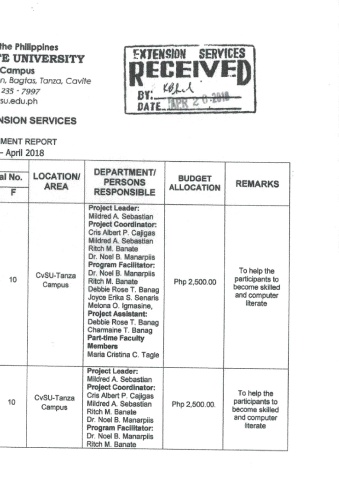 the Philippines
TE UNIVERSITY
Campus
n, Bagtas, Tanza, Cavite
235 - 7997
su.edu.ph
EXTENSION SERVICES
RECEIVED
BY:
DATE APR 26 2018
NSION SERVICES
MENT REPORT
- April 2018
al No.
F
LOCATION/
AREA
DEPARTMENT/
PERSONS
RESPONSIBLE
BUDGET
ALLOCATION
REMARKS
10
CvSU-Tanza
Campus
Project Leader:
Mildred A. Sebastian
Project Coordinator:
Cris Albert P. Cajigas
Mildred A. Sebastian
Ritch M. Banate
Dr. Noel B. Manarpiis
Program Facilitator:
Dr. Noel B. Manarpiis
Ritch M. Banate
Debbie Rose T. Banag
Joyce Erika S. Senaris
Melona O. Igmasine,
Project Assistant:
Debbie Rose T. Banag
Charmaine T. Banag
Part-time Faculty
Members
Maria Cristina C. Tagle
Php 2,500.00
To help the
participants to
become skilled
and computer
literate
10
CvSU-Tanza
Campus
Project Leader:
Mildred A. Sebastian
Project Coordinator:
Cris Albert P. Cajigas
Mildred A. Sebastian
Ritch M. Banate
Dr. Noel B. Manarpiis
Program Facilitator:
Dr. Noel B. Manarpiis
Ritch M. Banate
Php 2,500.00.
To help the
participants to
become skilled
and computer
literate